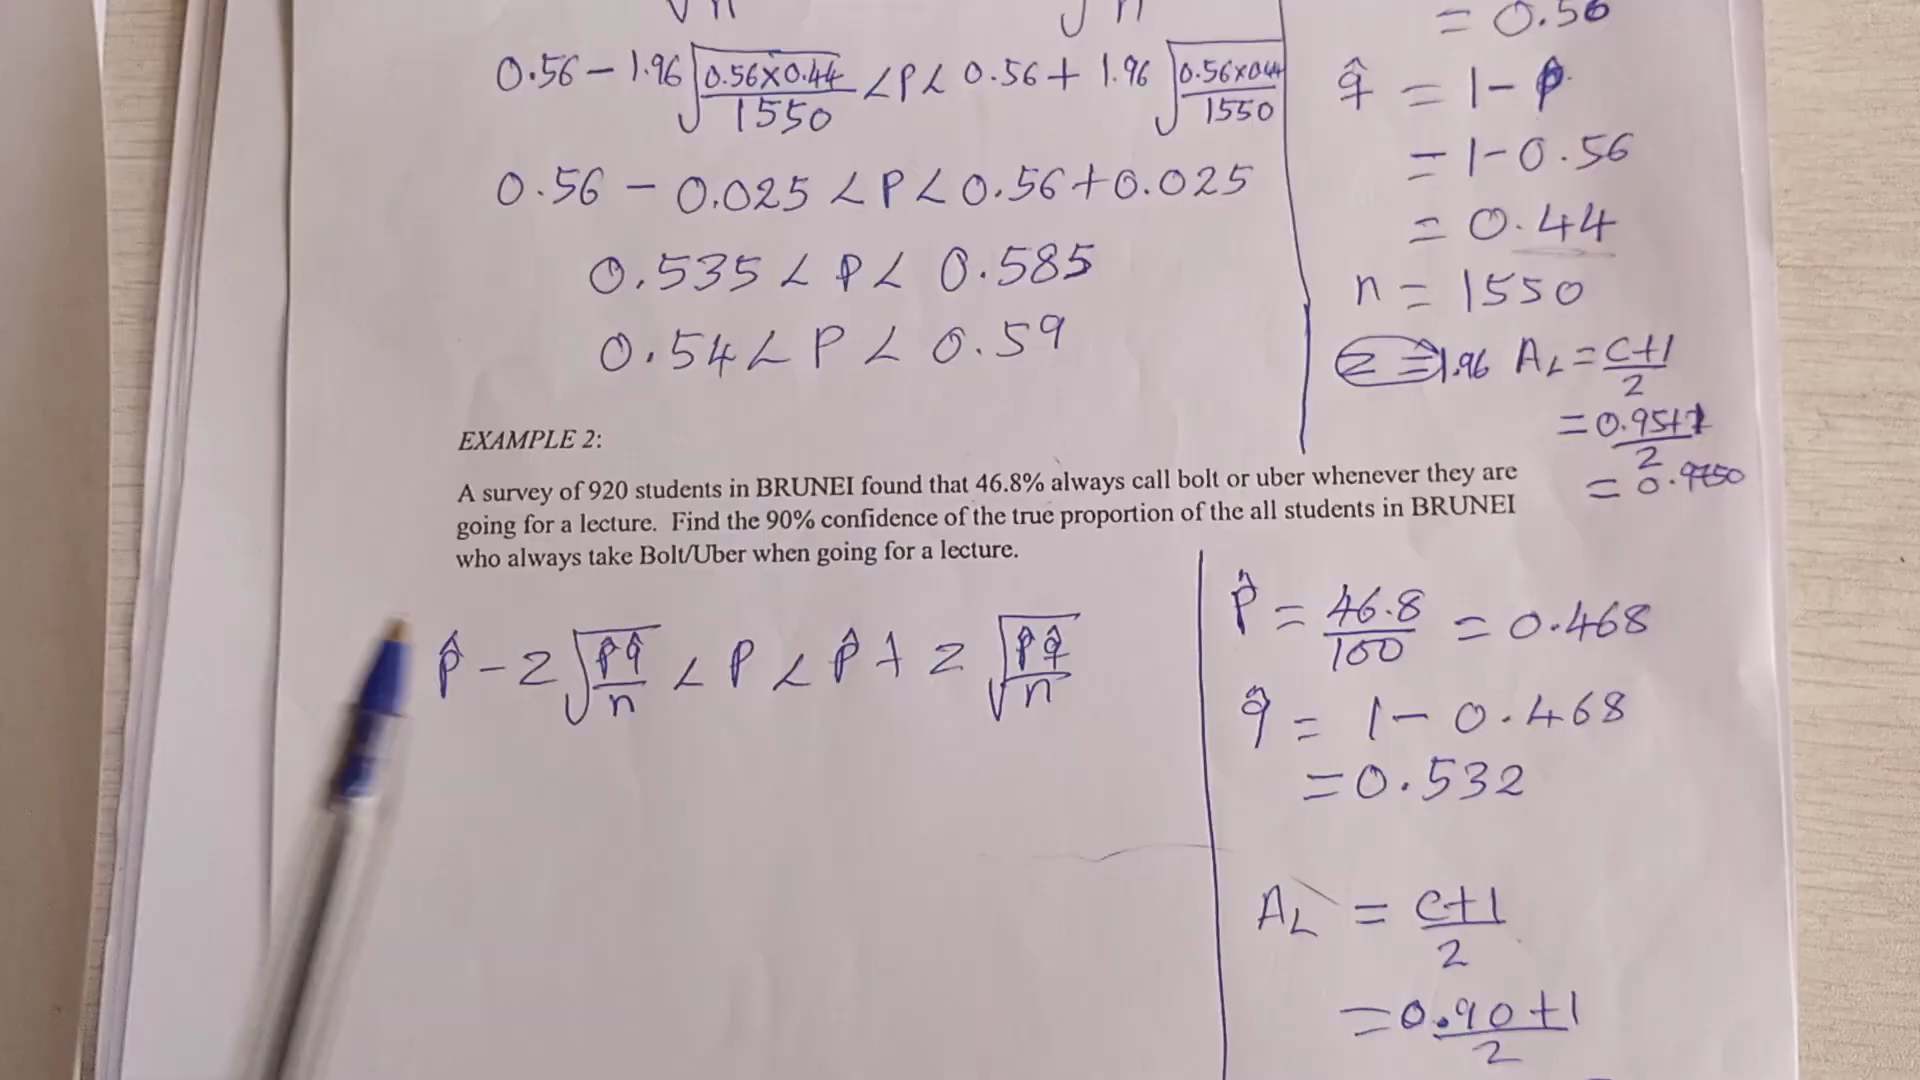 √n √n
0.56 - 1.96 √0.56×0.44/1550 < P < 0.56 + 1.96 √0.56×0.44/1550
0.56 - 0.025 < P < 0.56 + 0.025
0.535 < P < 0.585
0.54 < P < 0.59
= 0.56
q̂ = 1 - p
= 1 - 0.56
= 0.44
n = 1550
z = 1.96 A_L = c+1/2
= 0.95+1/2
= 0.9750
EXAMPLE 2:
A survey of 920 students in BRUNEI found that 46.8% always call bolt or uber whenever they are
going for a lecture. Find the 90% confidence of the true proportion of the all students in BRUNEI
who always take Bolt/Uber when going for a lecture.
p̂ - z √p̂q̂/n < P < p̂ + z √p̂q̂/n
p̂ = 46.8/100 = 0.468
q̂ = 1 - 0.468
= 0.532
A_L = c+1/2
= 0.90+1/2